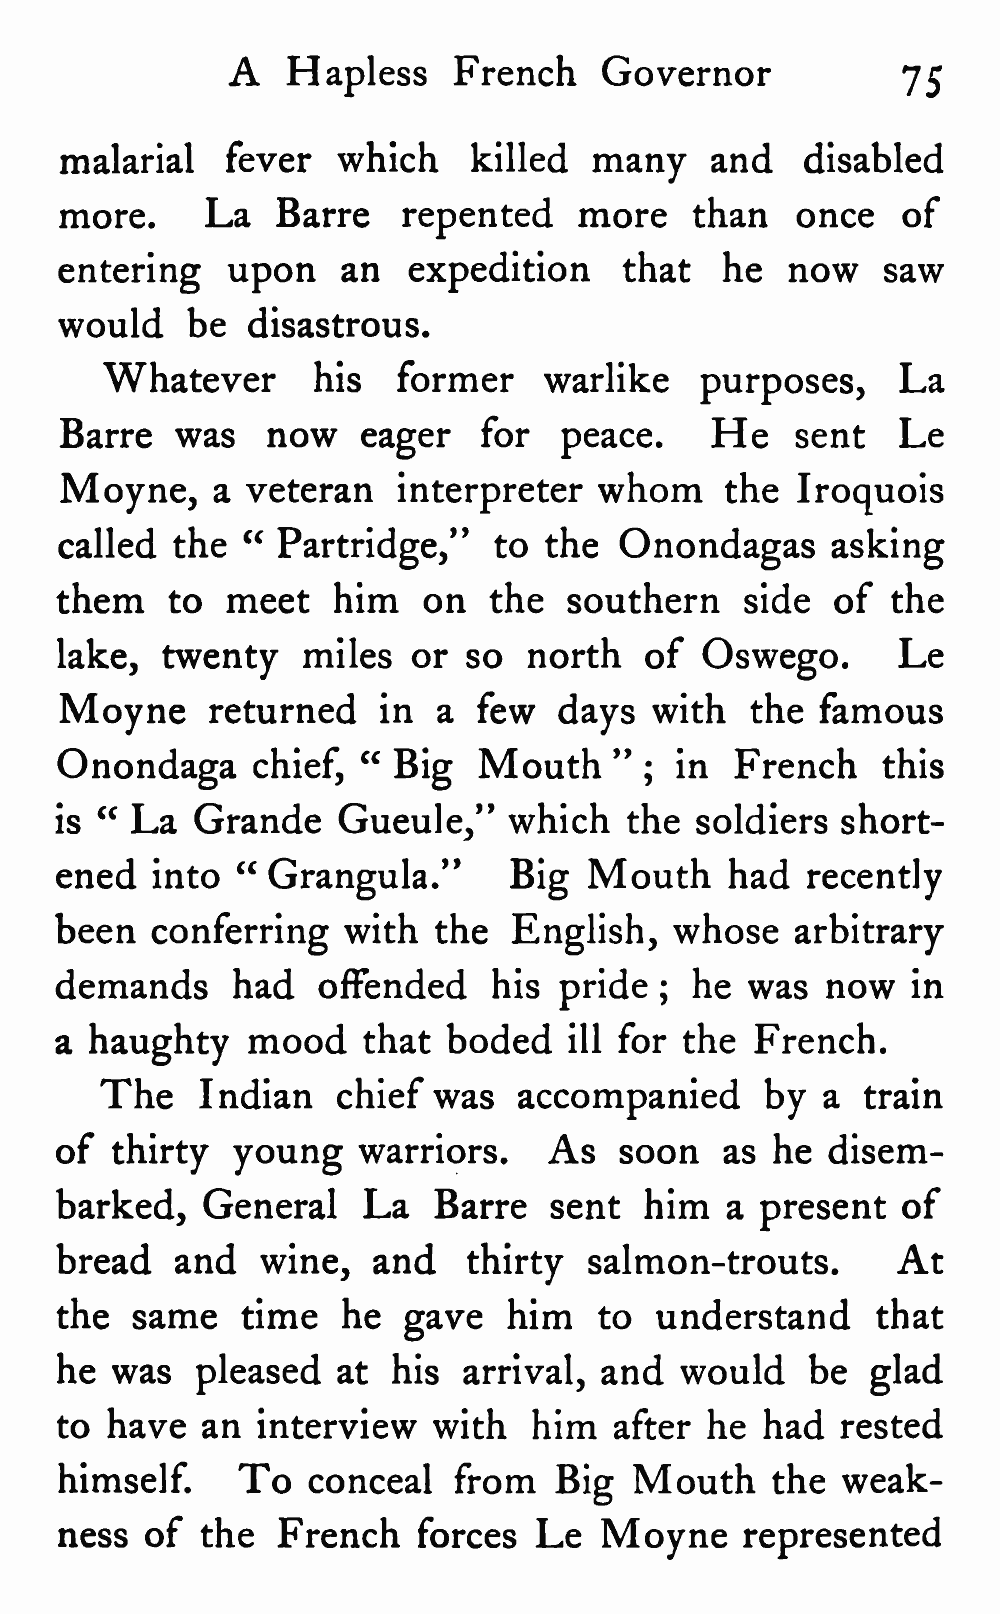 A Hapless French Governor 75
malarial fever which killed many and disabled
more. La Barre repented more than once of
entering upon an expedition that he now saw
would be disastrous.
Whatever his former warlike purposes, La
Barre was now eager for peace. He sent Le
Moyne, a veteran interpreter whom the Iroquois
called the “ Partridge,” to the Onondagas asking
them to meet him on the southern side of the
lake, twenty miles or so north of Oswego. Le
Moyne returned in a few days with the famous
Onondaga chief, “ Big Mouth ” ; in French this
is “ La Grande Gueule,” which the soldiers short-
ened into “ Grangula.” Big Mouth had recently
been conferring with the English, whose arbitrary
demands had offended his pride ; he was now in
a haughty mood that boded ill for the French.
The Indian chief was accompanied by a train
of thirty young warriors. As soon as he disem-
barked, General La Barre sent him a present of
bread and wine, and thirty salmon-trouts. At
the same time he gave him to understand that
he was pleased at his arrival, and would be glad
to have an interview with him after he had rested
himself. To conceal from Big Mouth the weak-
ness of the French forces Le Moyne represented